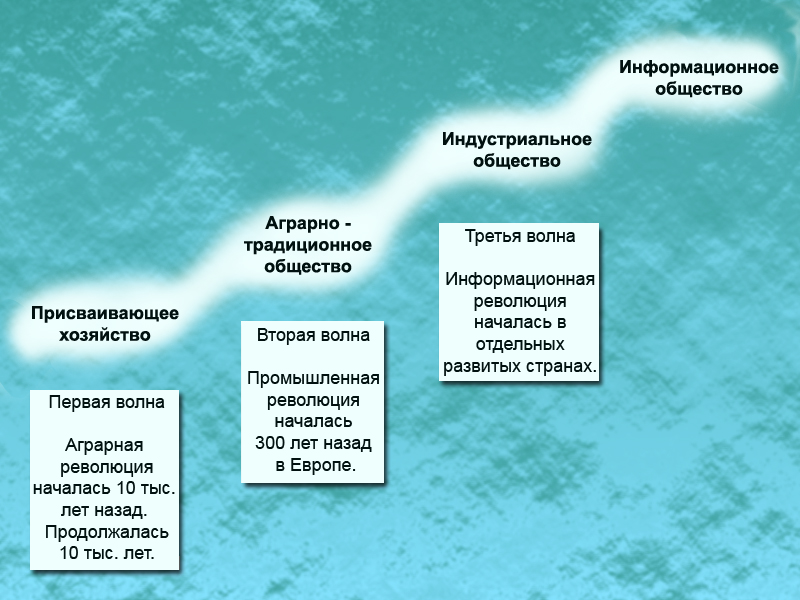 Информационное
общество
Индустриальное
общество
Аграрно -
традиционное
общество
Присваивающее
хозяйство
Третья волна
Информационная
революция
началась в
отдельных
развитых странах.
Вторая волна
Промышленная
революция
началась
300 лет назад
в Европе.
Первая волна
Аграрная
революция
началась 10 тыс.
лет назад.
Продолжалась
10 тыс. лет.